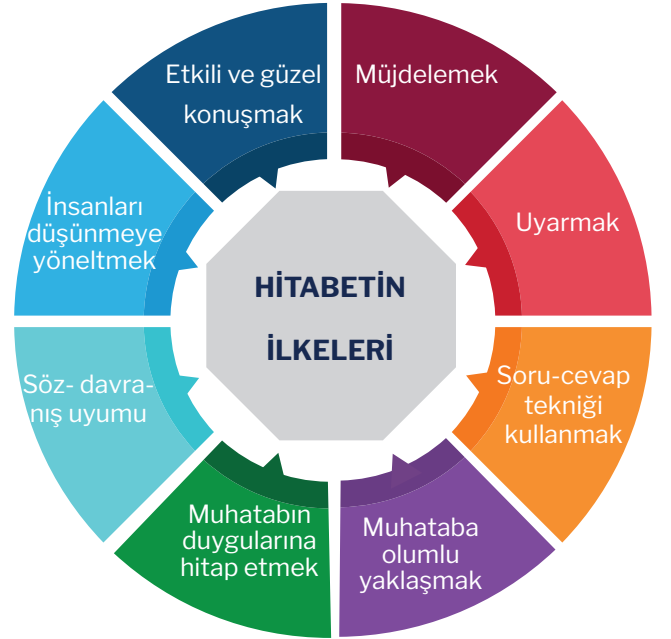 HİTABETİN
İLKELERİ
Müjdelemek
Uyarmak
Soru-cevap
tekniği
kullanmak
Muhataba
olumlu
yaklaşmak
Muhatabın
duygularına
hitap etmek
Söz- davra-
nış uyumu
İnsanları
düşünmeye
yöneltmek
Etkili ve güzel
konuşmak